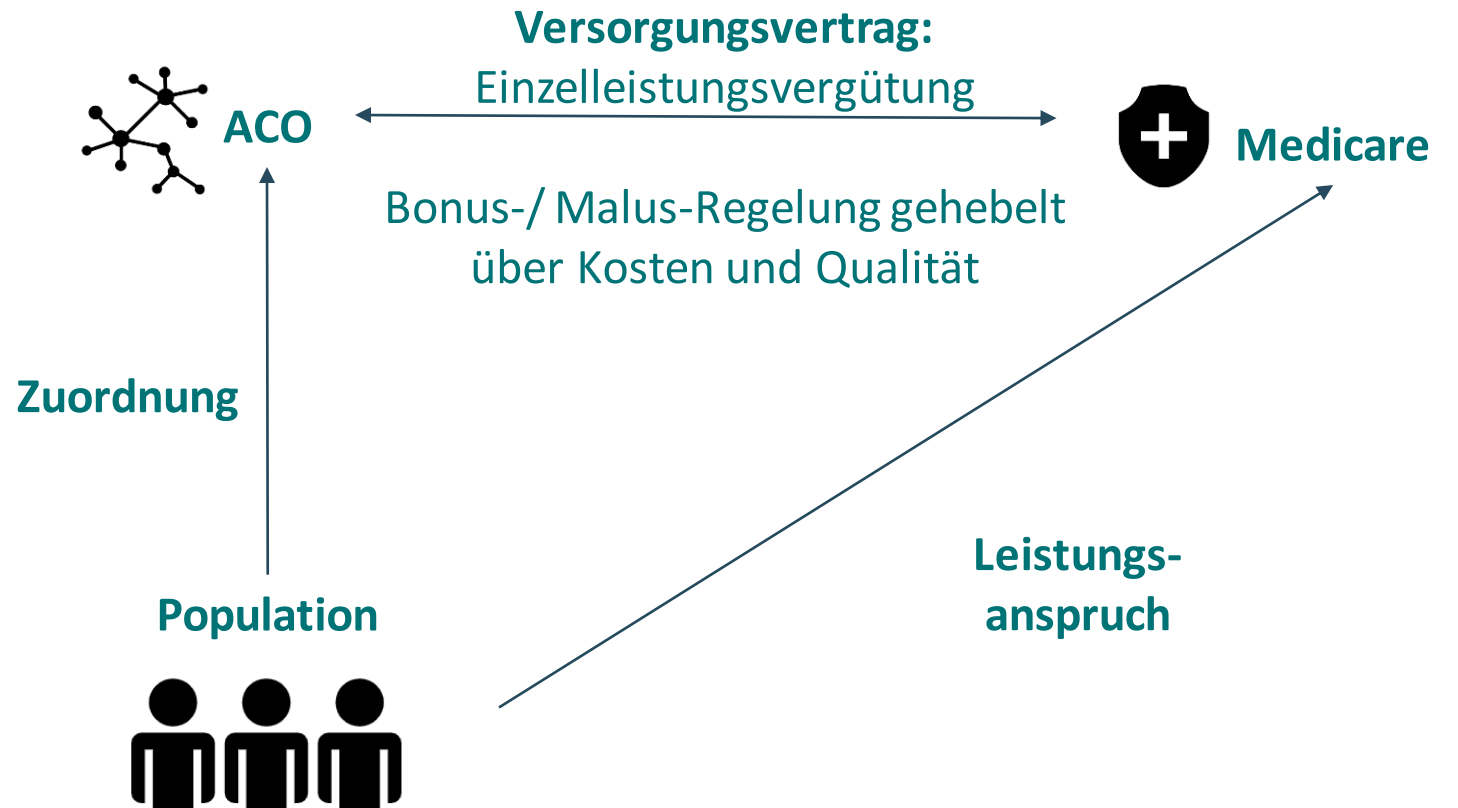 Versorgungsvertrag:
Einzelleistungsvergütung
ACO
Medicare
Bonus-/ Malus-Regelung gehebelt
über Kosten und Qualität
Zuordnung
Leistungs-
anspruch
Population